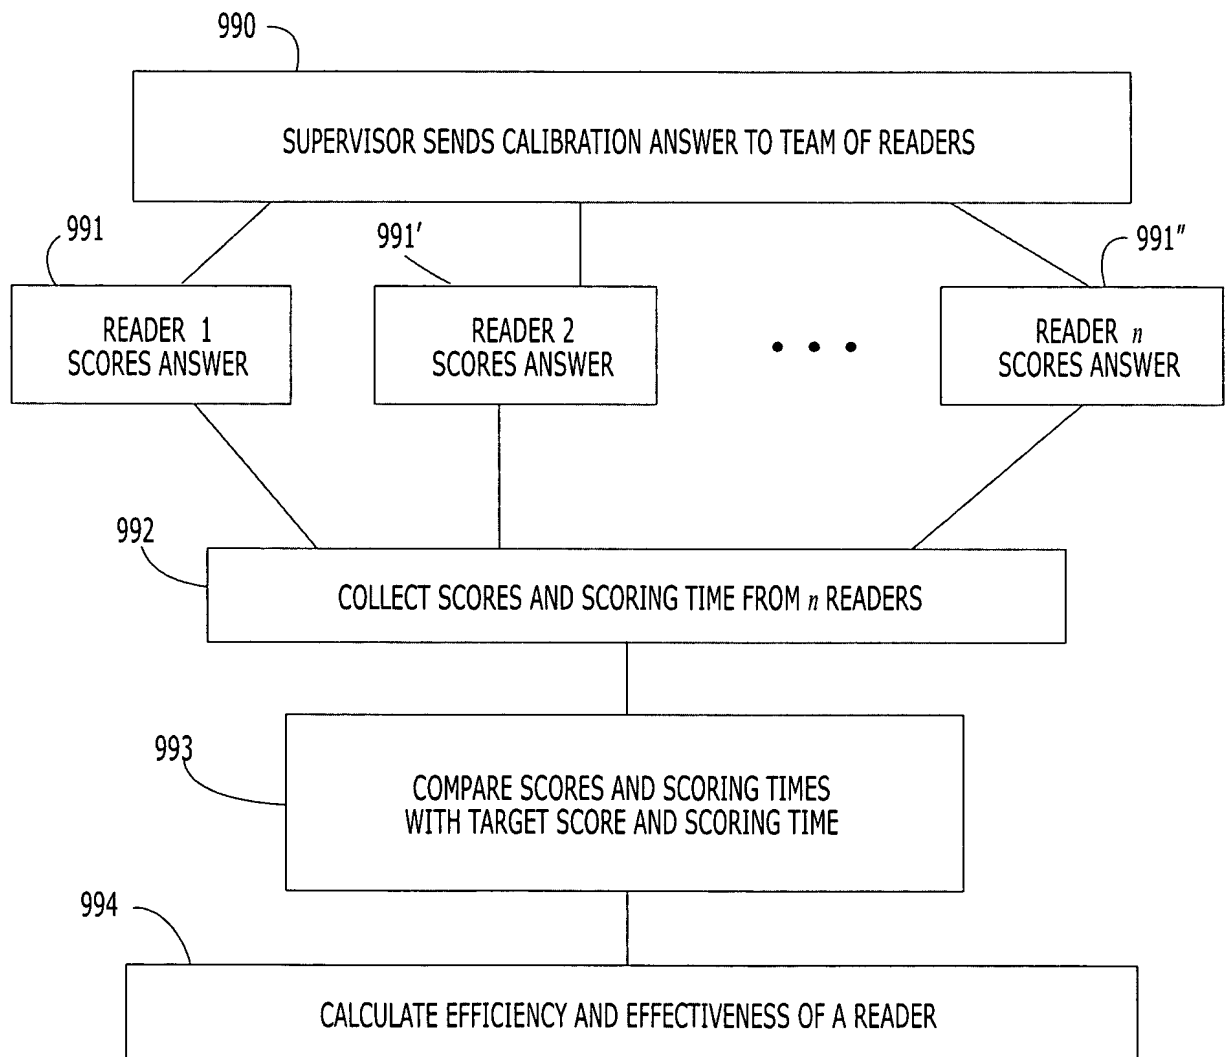 990
SUPERVISOR SENDS CALIBRATION ANSWER TO TEAM OF READERS
991
991'
991"
READER 1
SCORES ANSWER
READER 2
SCORES ANSWER
• • •
READER n
SCORES ANSWER
992
COLLECT SCORES AND SCORING TIME FROM n READERS
993
COMPARE SCORES AND SCORING TIMES
WITH TARGET SCORE AND SCORING TIME
994
CALCULATE EFFICIENCY AND EFFECTIVENESS OF A READER